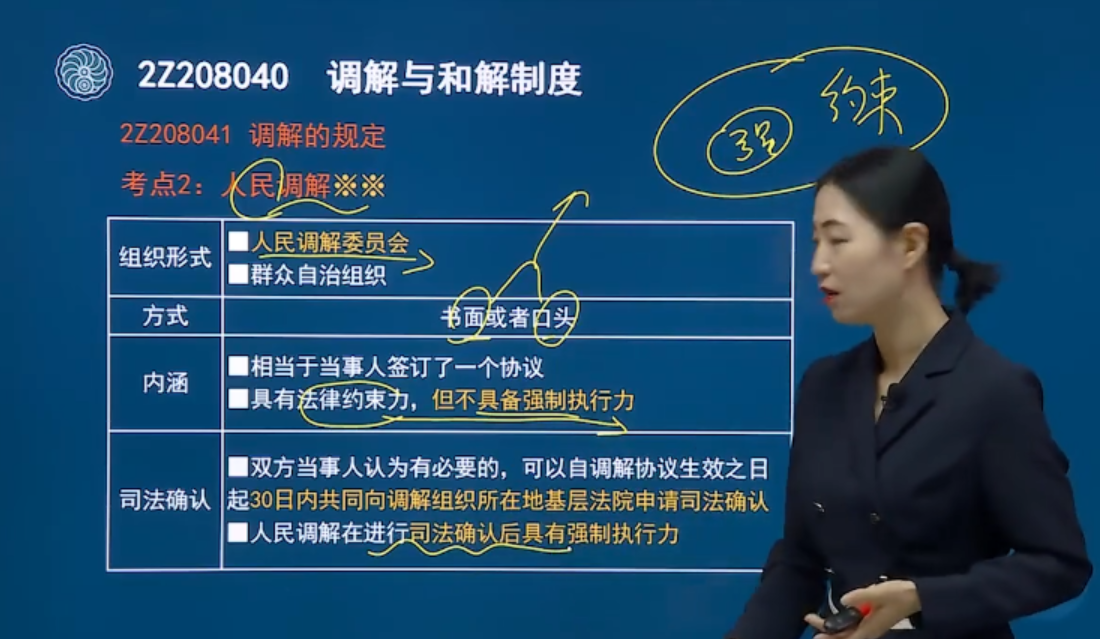 2Z208040 调解与和解制度
2Z208041 调解的规定
考点2：人民调解※※
强 约束
组织形式
■人民调解委员会
■群众自治组织
方式
书面或者口头
内涵
■相当于当事人签订了一个协议
■具有法律约束力，但不具备强制执行力
司法确认
■双方当事人认为有必要的，可以自调解协议生效之日
起30日内共同向调解组织所在地基层法院申请司法确认
■人民调解在进行司法确认后具有强制执行力